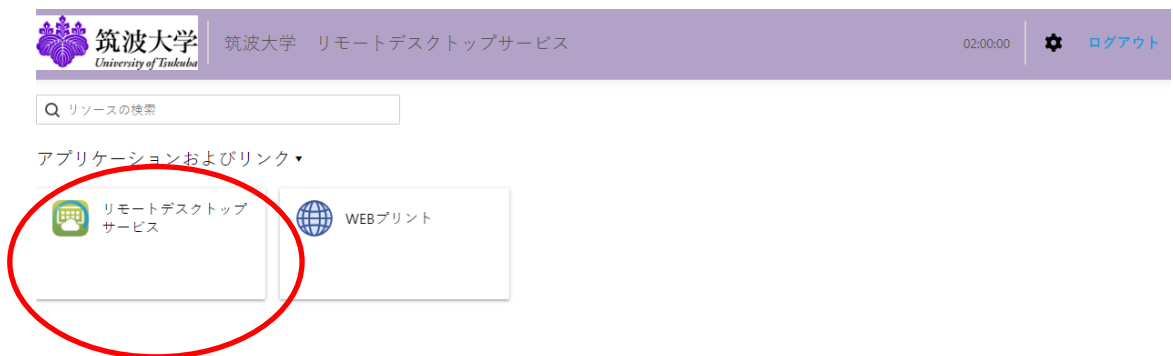 筑波大学
University of Tsukuba
筑波大学 リモートデスクトップサービス
02:00:00
ログアウト
リソースの検索
アプリケーションおよびリンク
リモートデスクトップ
サービス
WEBプリント